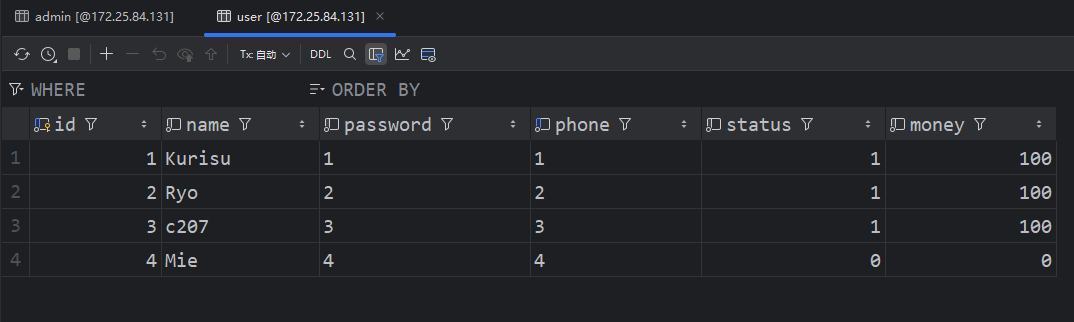 admin [@172.25.84.131] user [@172.25.84.131]
Tx: 自动 DDL
WHERE ORDER BY
id name password phone status money
1 1 Kurisu 1 1 1 100
2 2 Ryo 2 2 1 100
3 3 c207 3 3 1 100
4 4 Mie 4 4 0 0